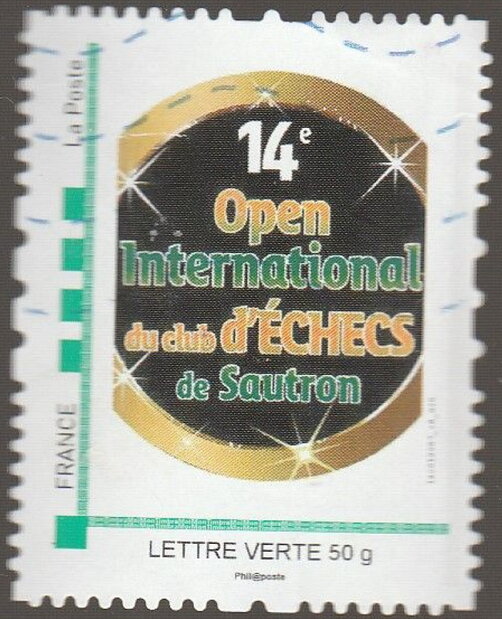 La Poste
14e
Open
International
du club d'ÉCHECS
de Sautron
FRANCE
LETTRE VERTE 50 g
Phil@poste